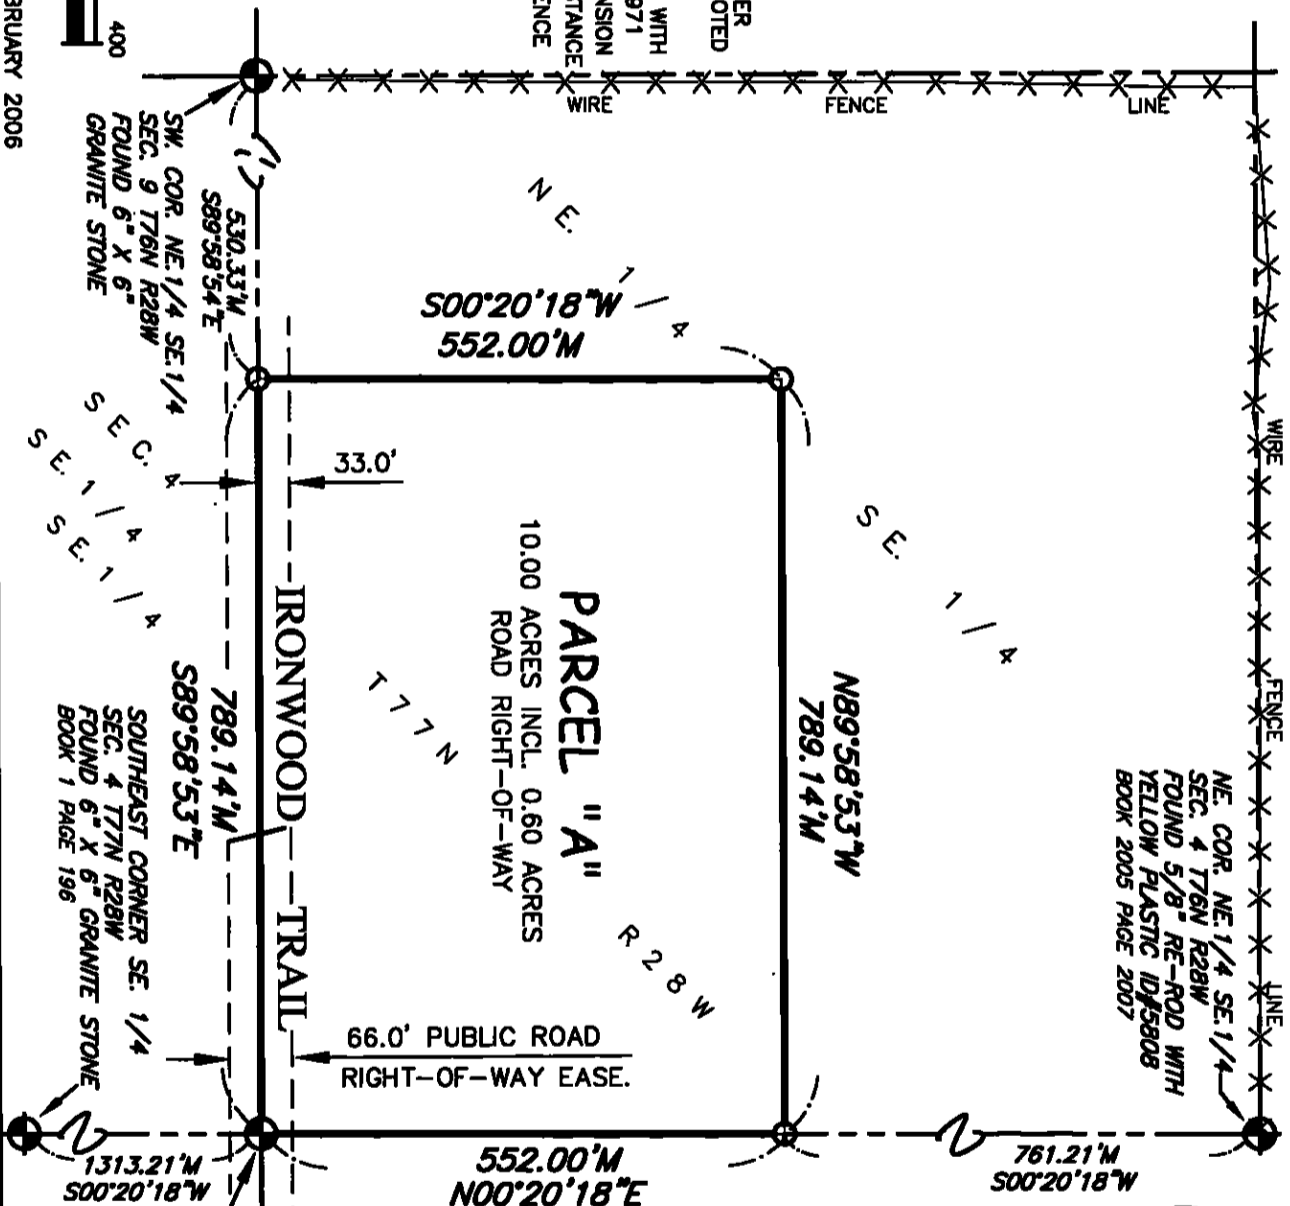 400
BRUARY 2006
ER
OTED
WITH
971
NSION
TANCE
ENCE
WIRE
FENCE
LINE
SW. COR. NE.1/4 SE.1/4
SEC. 9 T76N R28W
FOUND 6" X 6"
GRANITE STONE
530.33'M
S89°58'54"E
N E. 1/4
S00°20'18"W
552.00'M
33.0'
SEC. 4
SE. 1/4
SE. 1/4
S E. 1/4
WIRE
FENCE
LINE
N89°58'53"W
789.14'M
PARCEL "A"
10.00 ACRES INCL. 0.60 ACRES
ROAD RIGHT-OF-WAY
T77N
R28W
IRONWOOD TRAIL
789.14'M
S89°58'53"E
NE. COR. NE.1/4 SE.1/4
SEC. 4 T76N R28W
FOUND 5/8" RE-ROD WITH
YELLOW PLASTIC ID#5808
BOOK 2005 PAGE 2007
SOUTHEAST CORNER SE. 1/4
SEC. 4 T77N R28W
FOUND 6" X 6" GRANITE STONE
BOOK 1 PAGE 196
66.0' PUBLIC ROAD
RIGHT-OF-WAY EASE.
1313.21'M
S00°20'18"W
552.00'M
N00°20'18"E
761.21'M
S00°20'18"W